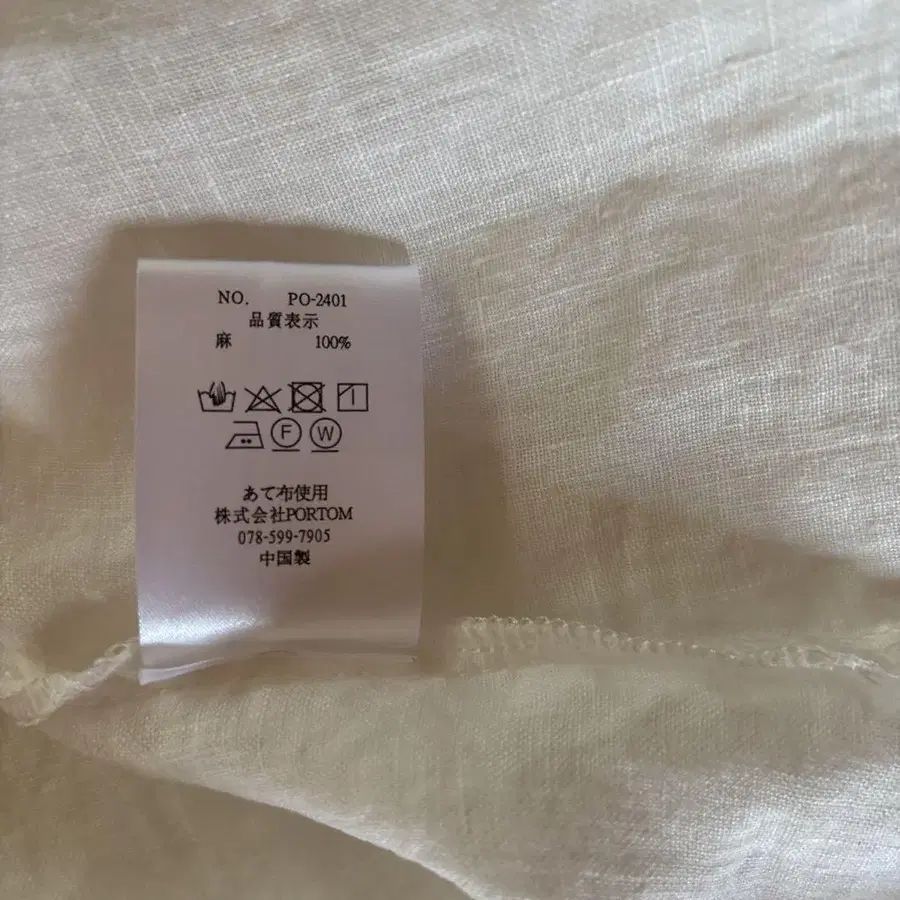 NO. PO-2401
品質表示
麻 100%
F W
あて布使用
株式会社PORTOM
078-599-7905
中国製